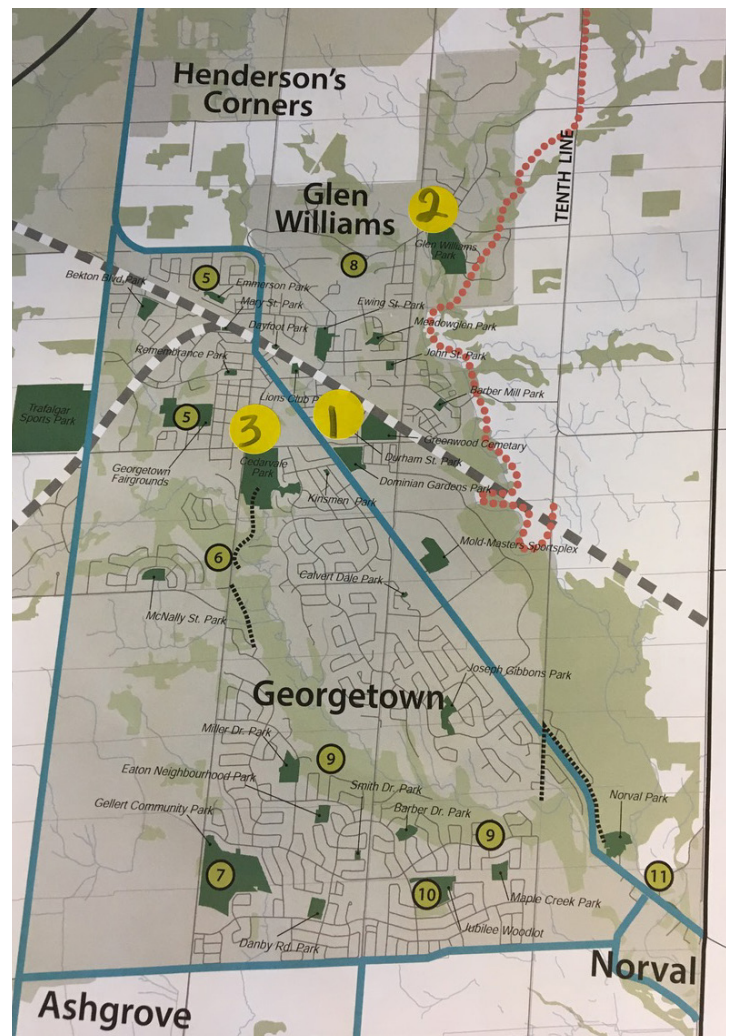 Henderson's
Corners
TENTH LINE
Glen
Williams
2
Glen Williams
Park
8
5
Bekton Blvd. Park
Emmerson Park
Mary St. Park
Ewing St. Park
Dayfoot Park
Meadowglen Park
Remembrance Park
John St. Park
Lions Club P
Barber Mill Park
Trafalgar
Sports Park
5
3
1
Greenwood Cemetary
Cedarvale
Park
Durham St. Park
Georgetown
Fairgrounds
Dominian Gardens Park
Kinsmen Park
Mold-Masters Sportsplex
6
Calvert Dale Park
McNally St. Park
Joseph Gibbons Park
Georgetown
Miller Dr. Park
9
Eaton Neighbourhood Park
Smith Dr. Park
Gellert Community Park
Barber Dr. Park
Norval Park
9
7
10
11
Maple Creek Park
Jubilee Woodlot
Danby Rd. Park
Norval
Ashgrove